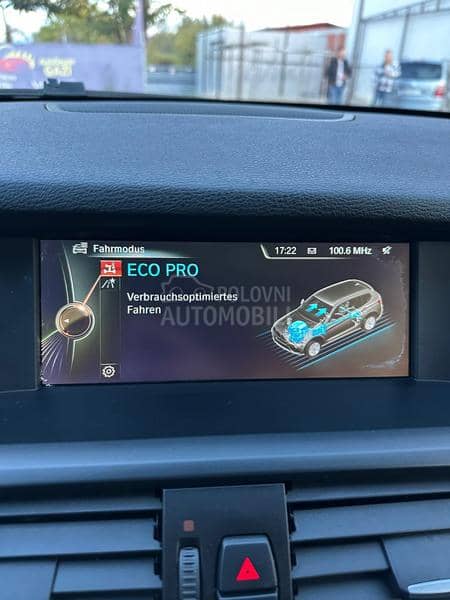 Fahrmodus
17:22
100.6 MHz
ECO PRO
Verbrauchsoptimiertes
Fahren
POLOVNI
AUTOMOBILI